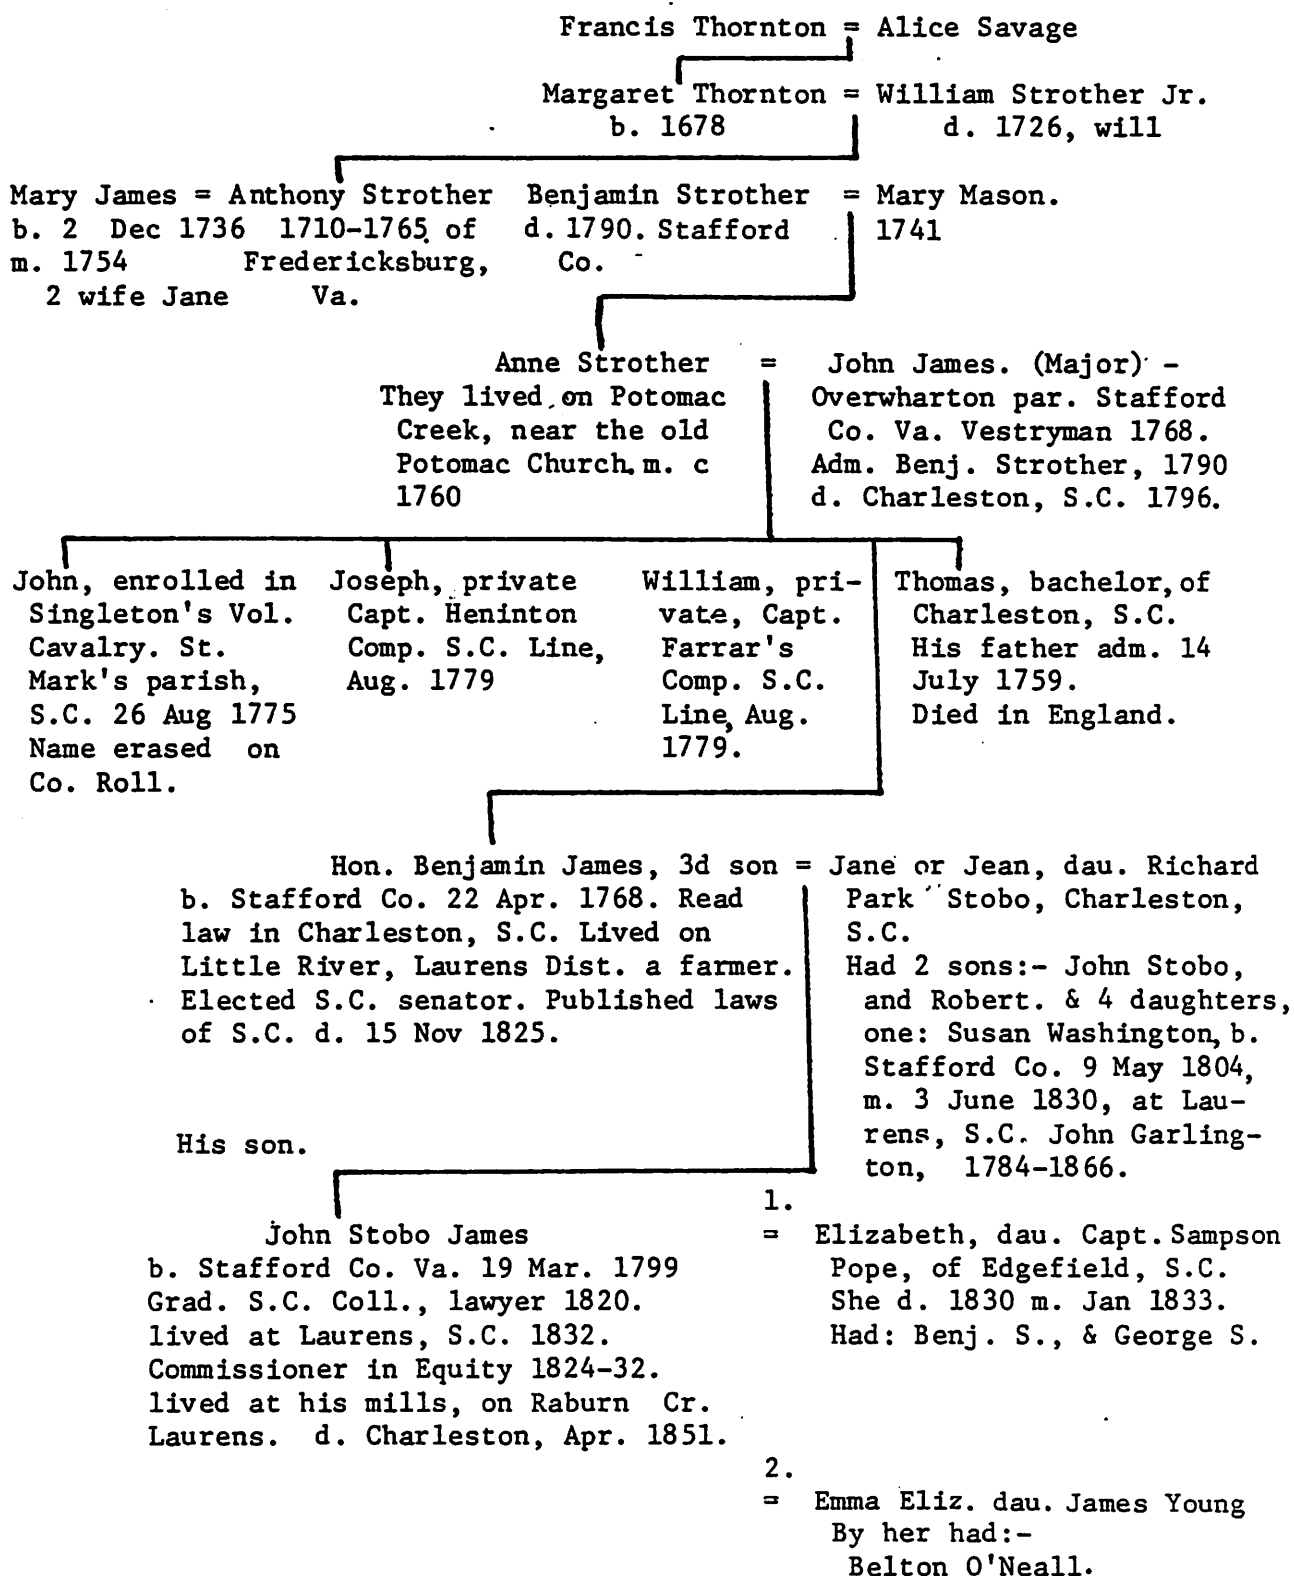 Francis Thornton = Alice Savage
Margaret Thornton = William Strother Jr.
b. 1678 d. 1726, will
Mary James = Anthony Strother
b. 2 Dec 1736 1710-1765, of
m. 1754 Fredericksburg,
2 wife Jane Va.
Benjamin Strother = Mary Mason.
d. 1790. Stafford 1741
Co.
Anne Strother =
They lived on Potomac
Creek, near the old
Potomac Church, m. c
1760
John James. (Major) -
Overwharton par. Stafford
Co. Va. Vestryman 1768.
Adm. Benj. Strother, 1790
d. Charleston, S.C. 1796.
John, enrolled in
Singleton's Vol.
Cavalry. St.
Mark's parish,
S.C. 26 Aug 1775
Name erased on
Co. Roll.
Joseph, private
Capt. Heninton
Comp. S.C. Line,
Aug. 1779
William, pri-
vate, Capt.
Farrar's
Comp. S.C.
Line, Aug.
1779.
Thomas, bachelor, of
Charleston, S.C.
His father adm. 14
July 1759.
Died in England.
Hon. Benjamin James, 3d son =
b. Stafford Co. 22 Apr. 1768. Read
law in Charleston, S.C. Lived on
Little River, Laurens Dist. a farmer.
Elected S.C. senator. Published laws
of S.C. d. 15 Nov 1825.
Jane or Jean, dau. Richard
Park Stobo, Charleston,
S.C.
Had 2 sons:- John Stobo,
and Robert. & 4 daughters,
one: Susan Washington, b.
Stafford Co. 9 May 1804,
m. 3 June 1830, at Lau-
rens, S.C. John Garling-
ton, 1784-1866.
His son.
John Stobo James
b. Stafford Co. Va. 19 Mar. 1799
Grad. S.C. Coll., lawyer 1820.
lived at Laurens, S.C. 1832.
Commissioner in Equity 1824-32.
lived at his mills, on Raburn Cr.
Laurens. d. Charleston, Apr. 1851.
1.
= Elizabeth, dau. Capt. Sampson
Pope, of Edgefield, S.C.
She d. 1830 m. Jan 1833.
Had: Benj. S., & George S.
2.
= Emma Eliz. dau. James Young
By her had:-
Belton O'Neall.